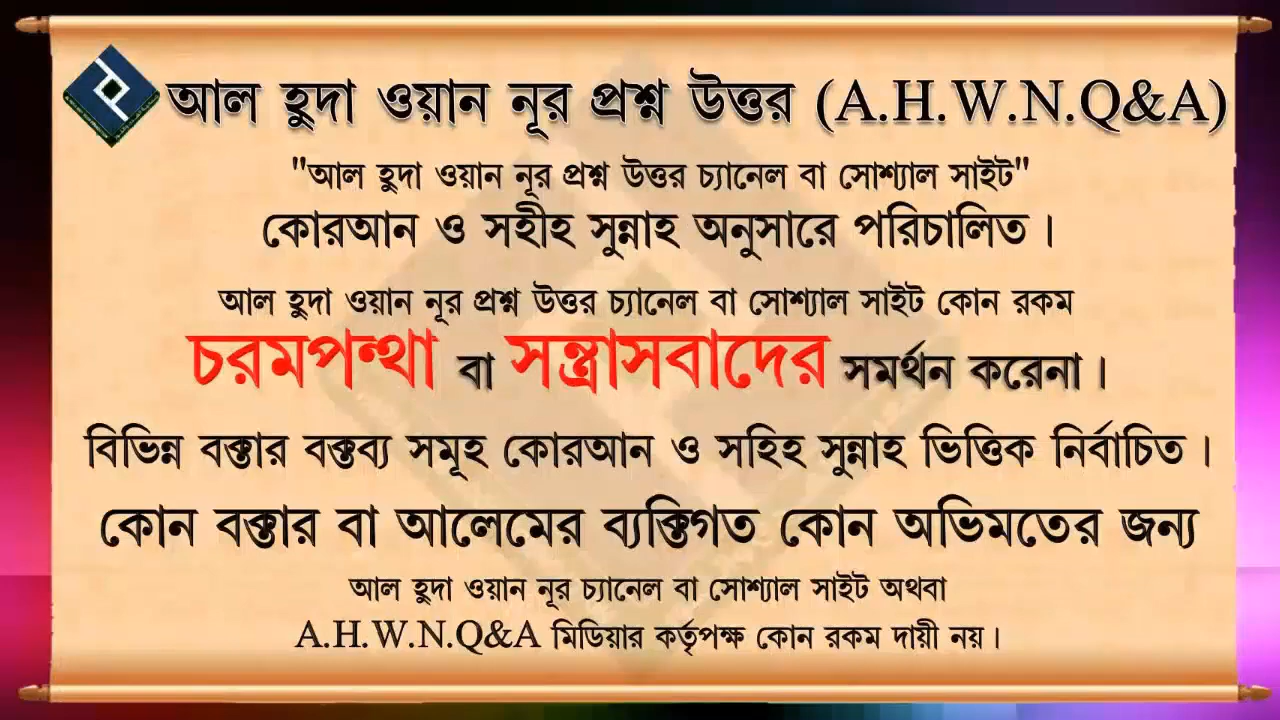 আল হুদা ওয়ান নূর প্রশ্ন উত্তর (A.H.W.N.Q&A)
"আল হুদা ওয়ান নূর প্রশ্ন উত্তর চ্যানেল বা সোশ্যাল সাইট"
কোরআন ও সহীহ সুন্নাহ অনুসারে পরিচালিত।
আল হুদা ওয়ান নূর প্রশ্ন উত্তর চ্যানেল বা সোশ্যাল সাইট কোন রকম
চরমপন্থা বা সন্ত্রাসবাদের সমর্থন করেনা।
বিভিন্ন বক্তার বক্তব্য সমূহ কোরআন ও সহিহ সুন্নাহ ভিত্তিক নির্বাচিত।
কোন বক্তার বা আলেমের ব্যক্তিগত কোন অভিমতের জন্য
আল হুদা ওয়ান নূর চ্যানেল বা সোশ্যাল সাইট অথবা
A.H.W.N.Q&A মিডিয়ার কর্তৃপক্ষ কোন রকম দায়ী নয়।